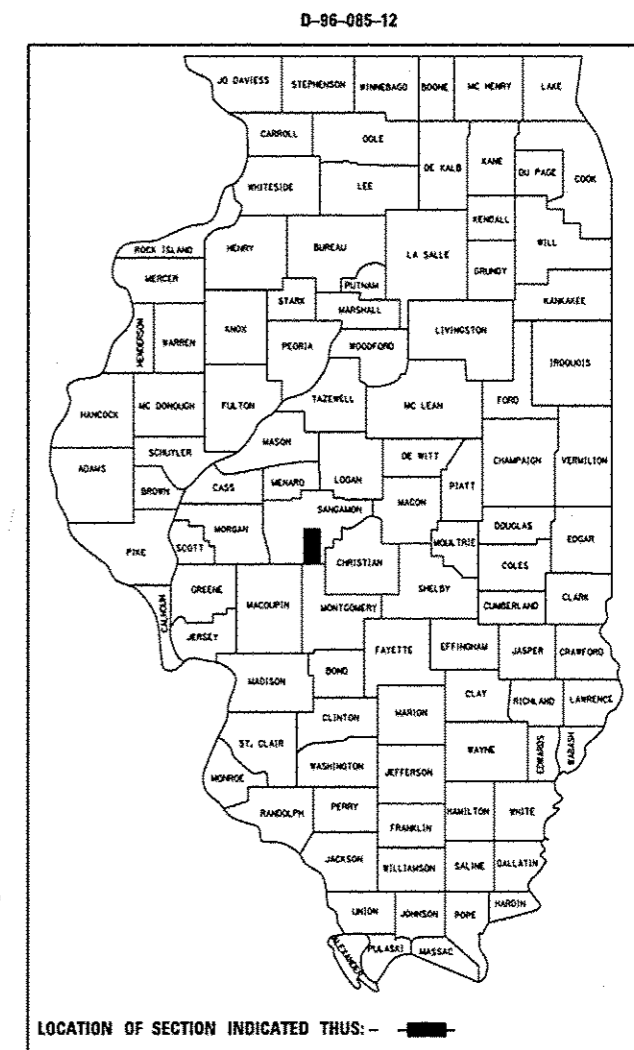 D-96-085-12
JO DAVIESS STEPHENSON WINNEBAGO BOONE MC HENRY LAKE
CARROLL OGLE
DE KALB KANE
DU PAGE COOK
WHITESIDE LEE
KENDALL WILL
ROCK ISLAND HENRY BUREAU LA SALLE
GRUNDY
MERCER PUTNAM
STARK MARSHALL KANKAKEE
HENDERSON WARREN KNOX LIVINGSTON
PEORIA WOODFORD IROQUOIS
HANCOCK MC DONOUGH FULTON TAZEWELL MC LEAN FORD
MASON
SCHUYLER DE WITT
ADAMS CHAMPAIGN VERMILION
BROWN CASS MENARD LOGAN PIATT
MACON
SANGAMON
MORGAN DOUGLAS
PIKE SCOTT MOULTRIE EDGAR
CHRISTIAN COLES
GREENE SHELBY
CALHOUN MACOUPIN MONTGOMERY CUMBERLAND CLARK
JERSEY
FAYETTE EFFINGHAM JASPER CRAWFORD
MADISON BOND
CLAY RICHLAND LAWRENCE
CLINTON MARION
ST. CLAIR WAYNE EDWARDS WABASH
WASHINGTON JEFFERSON
MONROE
RANDOLPH PERRY HAMILTON WHITE
FRANKLIN
JACKSON WILLIAMSON SALINE GALLATIN
UNION JOHNSON POPE HARDIN
ALEXANDER PULASKI MASSAC
LOCATION OF SECTION INDICATED THUS: -